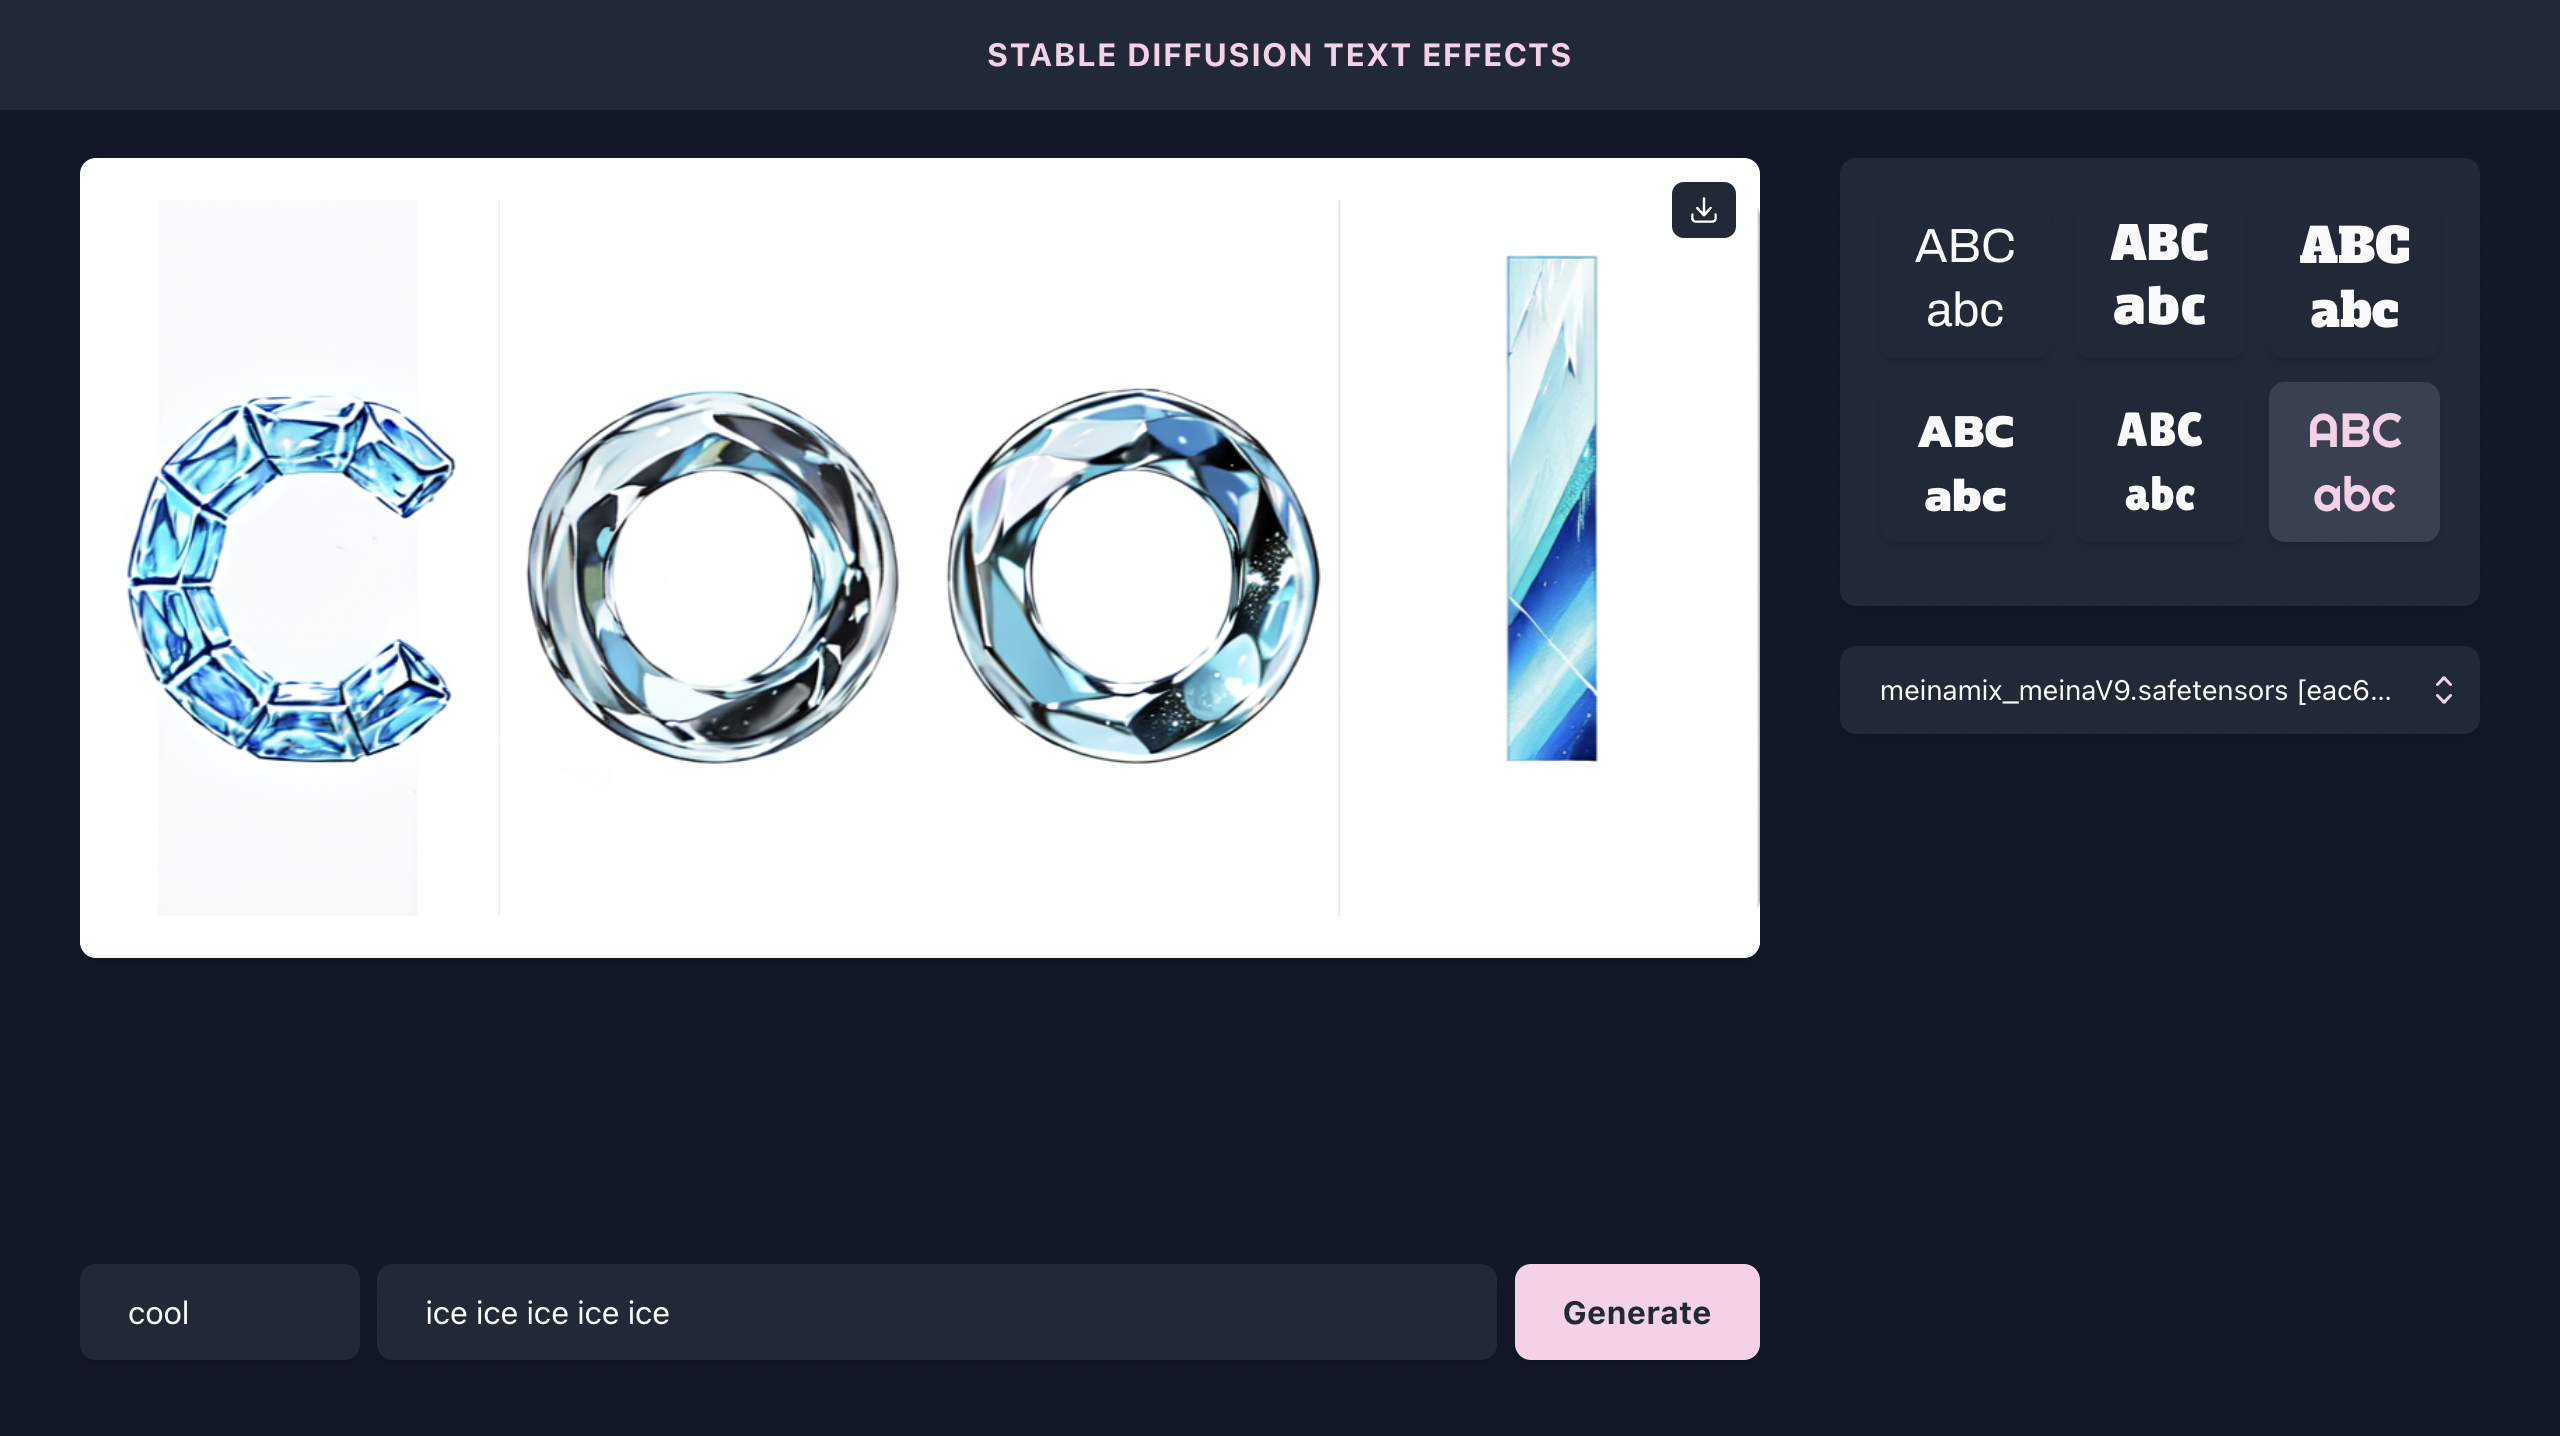 STABLE DIFFUSION TEXT EFFECTS
cool
ABC
abc
ABC
abc
ABC
abc
ABC
abc
ABC
abc
ABC
abc
meinamix_meinaV9.safetensors [eac6...
cool
ice ice ice ice ice
Generate